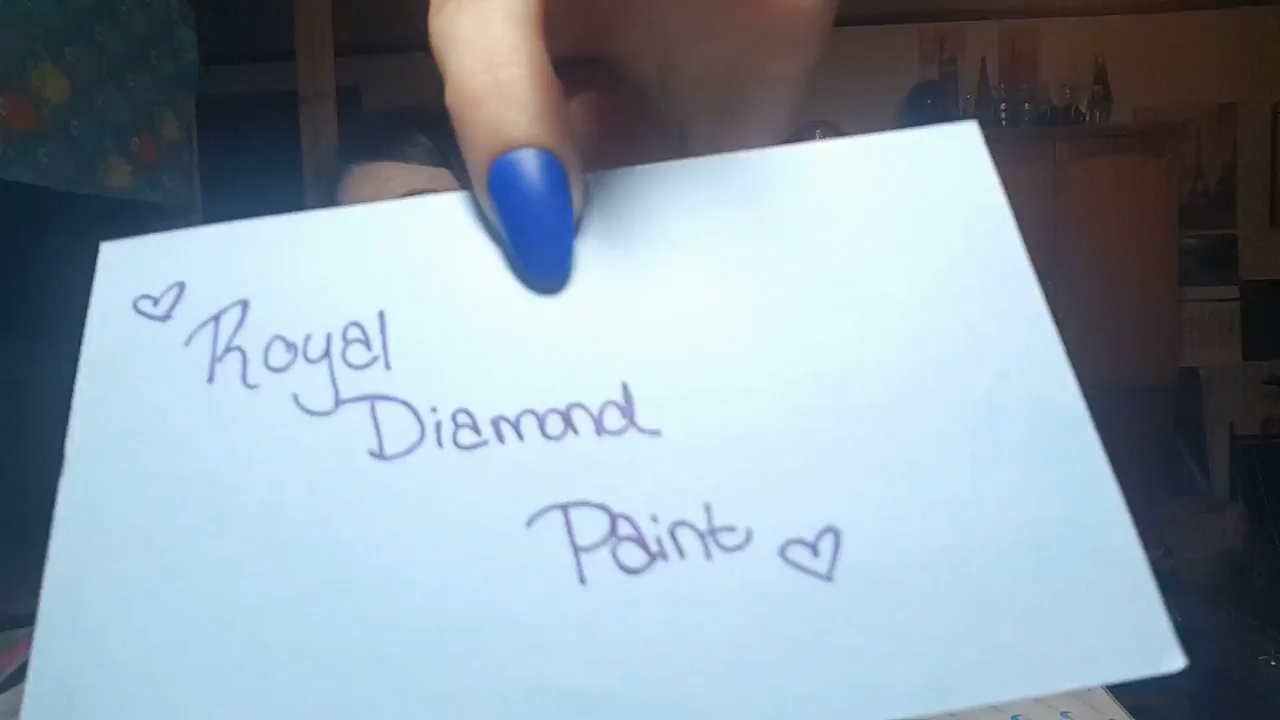 ♡ Royal
Diamond
Paint ♡